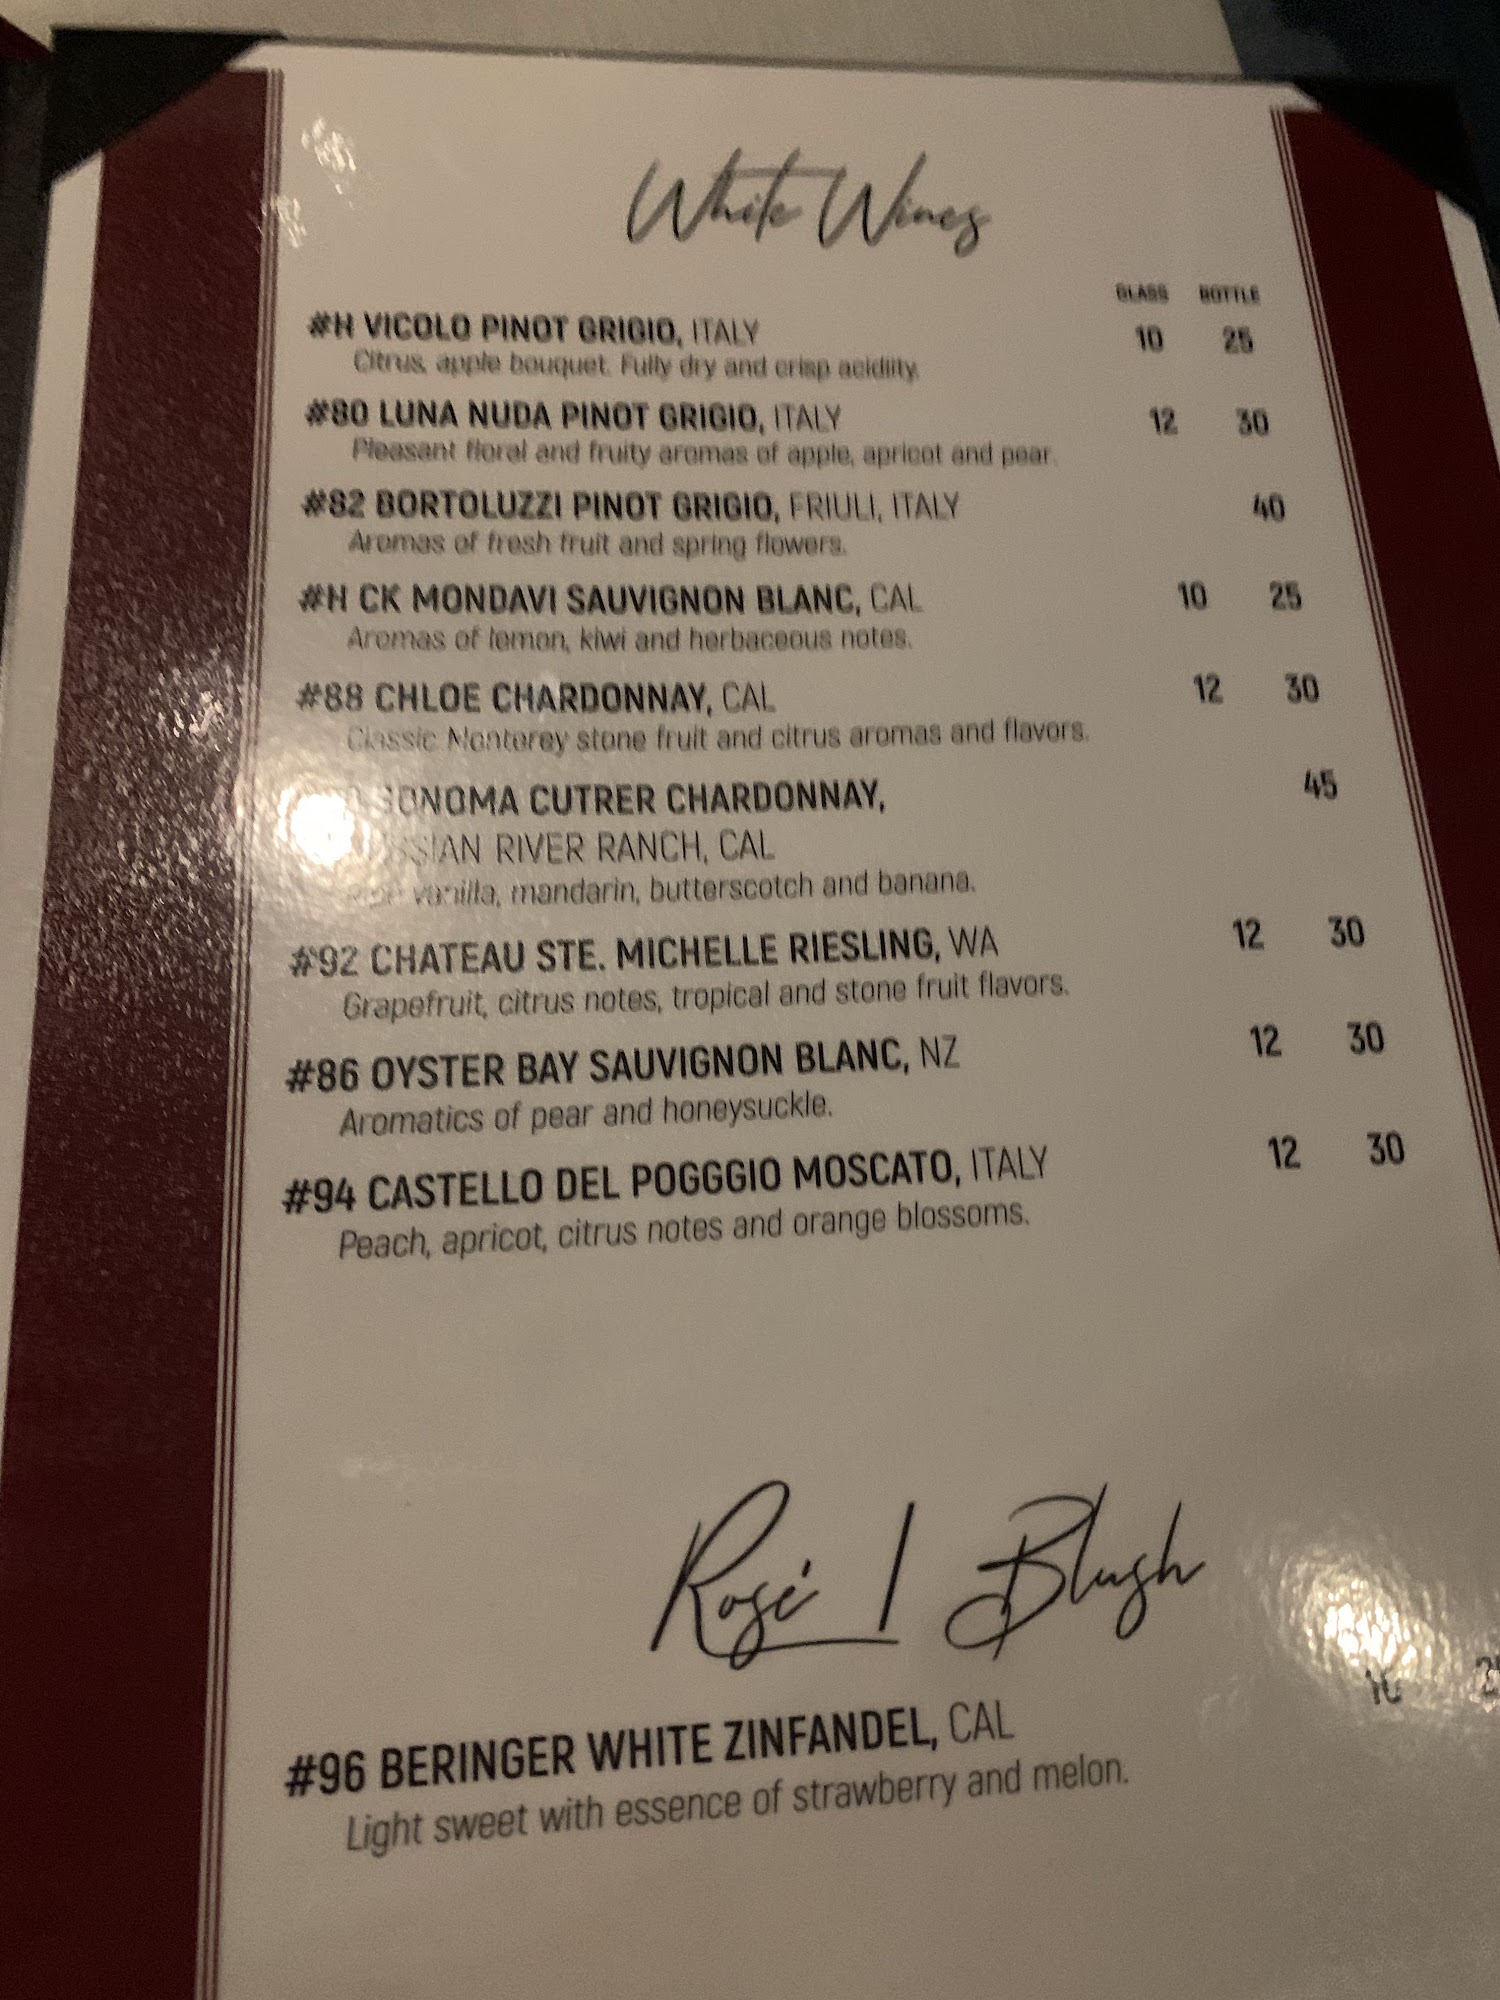 White Wines
GLASS BOTTLE
#H VICOLO PINOT GRIGIO, ITALY 10 25
Citrus, apple bouquet. Fully dry and crisp acidiity.
#80 LUNA NUDA PINOT GRIGIO, ITALY 12 30
Pleasant floral and fruity aromas of apple, apricot and pear.
#82 BORTOLUZZI PINOT GRIGIO, FRIULI, ITALY 40
Aromas of fresh fruit and spring flowers.
#H CK MONDAVI SAUVIGNON BLANC, CAL 10 25
Aromas of lemon, kiwi and herbaceous notes.
#88 CHLOE CHARDONNAY, CAL 12 30
Classic Monterey stone fruit and citrus aromas and flavors.
SONOMA CUTRER CHARDONNAY, 45
RIVER RANCH, CAL
vanilla, mandarin, butterscotch and banana.
#92 CHATEAU STE. MICHELLE RIESLING, WA 12 30
Grapefruit, citrus notes, tropical and stone fruit flavors.
#86 OYSTER BAY SAUVIGNON BLANC, NZ 12 30
Aromatics of pear and honeysuckle.
#94 CASTELLO DEL POGGGIO MOSCATO, ITALY 12 30
Peach, apricot, citrus notes and orange blossoms.
Rosé / Blush
#96 BERINGER WHITE ZINFANDEL, CAL 10
Light sweet with essence of strawberry and melon.